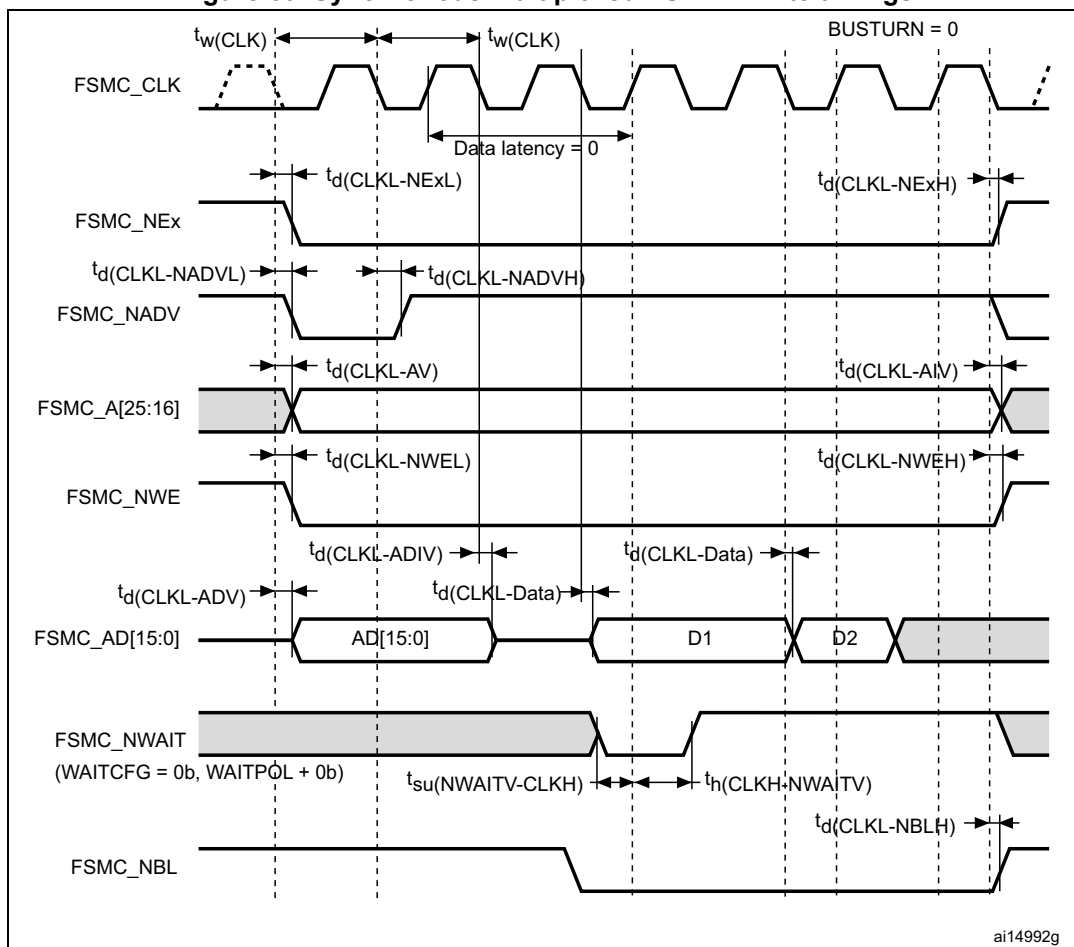 tw(CLK) tw(CLK) BUSTURN = 0
FSMC_CLK
Data latency = 0
td(CLKL-NExL) td(CLKL-NExH)
FSMC_NEx
td(CLKL-NADVL) td(CLKL-NADVH)
FSMC_NADV
td(CLKL-AV) td(CLKL-AIV)
FSMC_A[25:16]
td(CLKL-NWEL) td(CLKL-NWEH)
FSMC_NWE
td(CLKL-ADIV) td(CLKL-Data)
td(CLKL-ADV) td(CLKL-Data)
FSMC_AD[15:0] AD[15:0] D1 D2
FSMC_NWAIT
(WAITCFG = 0b, WAITPOL + 0b)
tsu(NWAITV-CLKH) th(CLKH-NWAITV)
td(CLKL-NBLH)
FSMC_NBL
ai14992g